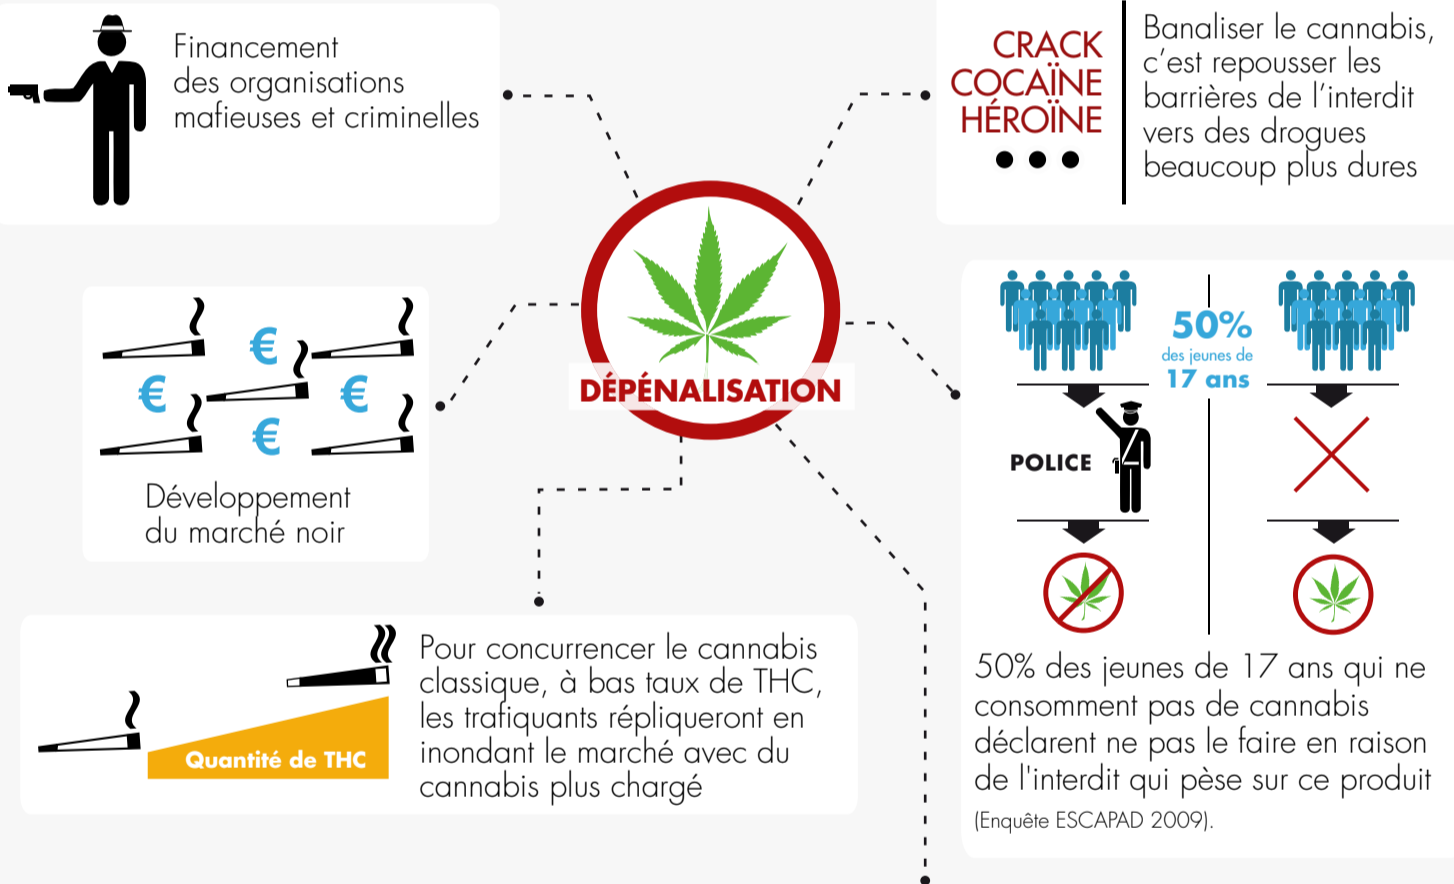 Financement
des organisations
mafieuses et criminelles
CRACK
COCAÏNE
HÉROÏNE
Banaliser le cannabis,
c’est repousser les
barrières de l’interdit
vers des drogues
beaucoup plus dures
DÉPÉNALISATION
€
€
€
€
Développement
du marché noir
50%
des jeunes de
17 ans
POLICE
50% des jeunes de 17 ans qui ne
consomment pas de cannabis
déclarent ne pas le faire en raison
de l'interdit qui pèse sur ce produit
(Enquête ESCAPAD 2009).
Quantité de THC
Pour concurrencer le cannabis
classique, à bas taux de THC,
les trafiquants répliqueront en
inondant le marché avec du
cannabis plus chargé